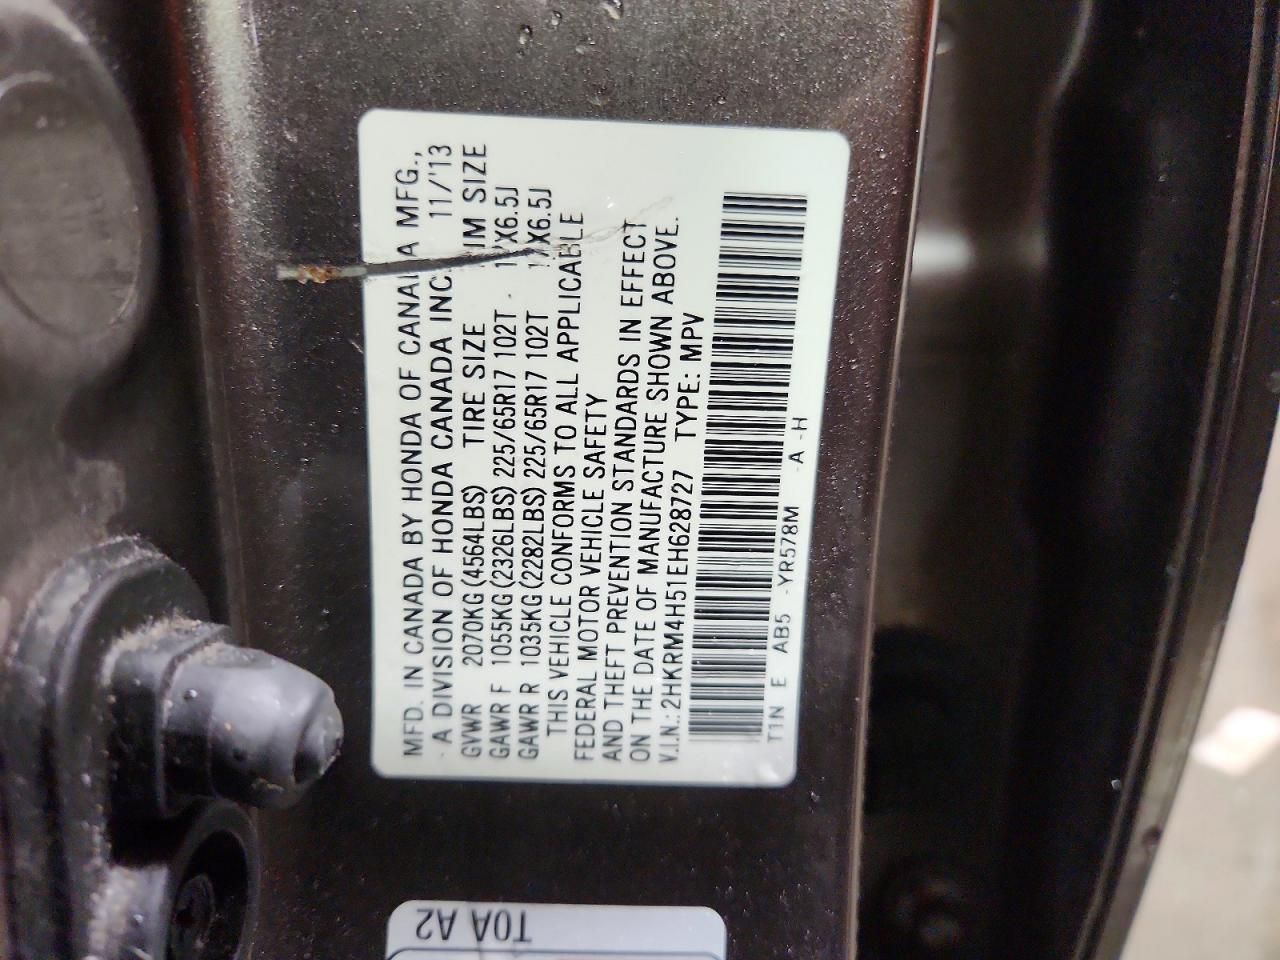 MFD. IN CANADA BY HONDA OF CANADA MFG.,
A DIVISION OF HONDA CANADA INC. 11/'13
GVWR 2070KG(4564LBS) TIRE SIZE RIM SIZE
GAWR F 1055KG(2326LBS) 225/65R17 102T 17X6.5J
GAWR R 1035KG(2282LBS) 225/65R17 102T 17X6.5J
THIS VEHICLE CONFORMS TO ALL APPLICABLE
FEDERAL MOTOR VEHICLE SAFETY
AND THEFT PREVENTION STANDARDS IN EFFECT
ON THE DATE OF MANUFACTURE SHOWN ABOVE.
V.I.N.: 2HKRM4H51EH628727 TYPE: MPV
T1N E AB5 -YR578M -A -H
T0A A2